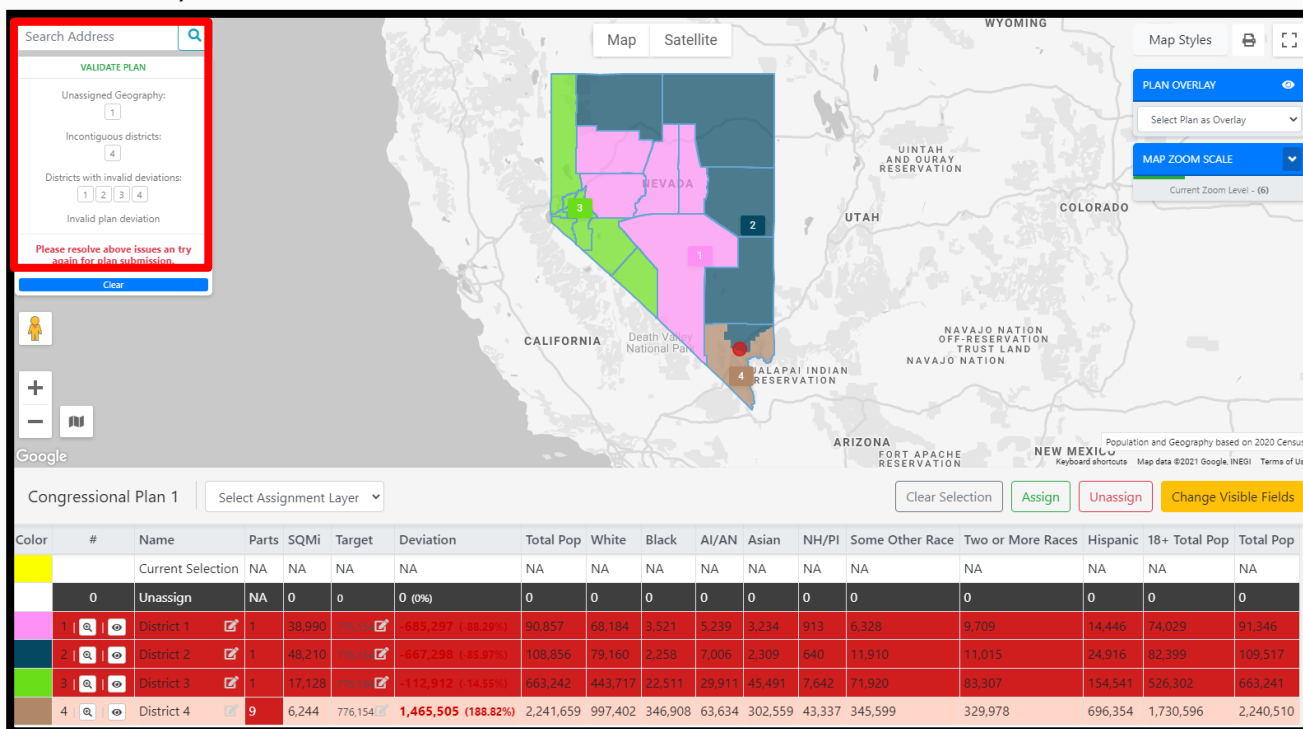 Search Address
VALIDATE PLAN
Unassigned Geography:
1
Incontiguous districts:
4
Districts with invalid deviations:
1 2 3 4
Invalid plan deviation
Please resolve above issues an try
again for plan submission.
Clear
Map Satellite
Map Styles
PLAN OVERLAY
Select Plan as Overlay
MAP ZOOM SCALE
Current Zoom Level - (6)
WYOMING
UINTAH
AND OURAY
RESERVATION
NEVADA
3
2
1
4
UTAH
COLORADO
CALIFORNIA
Death Valley
National Park
NAVAJO NATION
OFF-RESERVATION
TRUST LAND
NAVAJO NATION
UALAPAI INDIAN
RESERVATION
ARIZONA
FORT APACHE
RESERVATION
NEW MEXICO
Google
Population and Geography based on 2020 Census
Keyboard shortcuts Map data ©2021 Google, INEGI Terms of Us
Congressional Plan 1 Select Assignment Layer Clear Selection Assign Unassign Change Visible Fields
Color # Name Parts SQMi Target Deviation Total Pop White Black AI/AN Asian NH/PI Some Other Race Two or More Races Hispanic 18+ Total Pop Total Pop
Current Selection NA NA NA NA NA NA NA NA NA NA NA NA NA NA NA
0 Unassign NA 0 0 0 (0%) 0 0 0 0 0 0 0 0 0 0 0
1 District 1 1 38,990 776,154 -685,297 (-88.29%) 90,857 68,184 3,521 5,239 3,234 913 6,328 9,709 14,446 74,029 91,346
2 District 2 1 48,210 776,154 -667,298 (-85.97%) 108,856 79,160 2,258 7,006 2,309 640 11,910 11,015 24,916 82,399 109,517
3 District 3 1 17,128 776,154 -112,912 (-14.55%) 663,242 443,717 22,511 29,911 45,491 7,642 71,920 83,307 154,541 526,302 663,241
4 District 4 9 6,244 776,154 1,465,505 (188.82%) 2,241,659 997,402 346,908 63,634 302,559 43,337 345,599 329,978 696,354 1,730,596 2,240,510